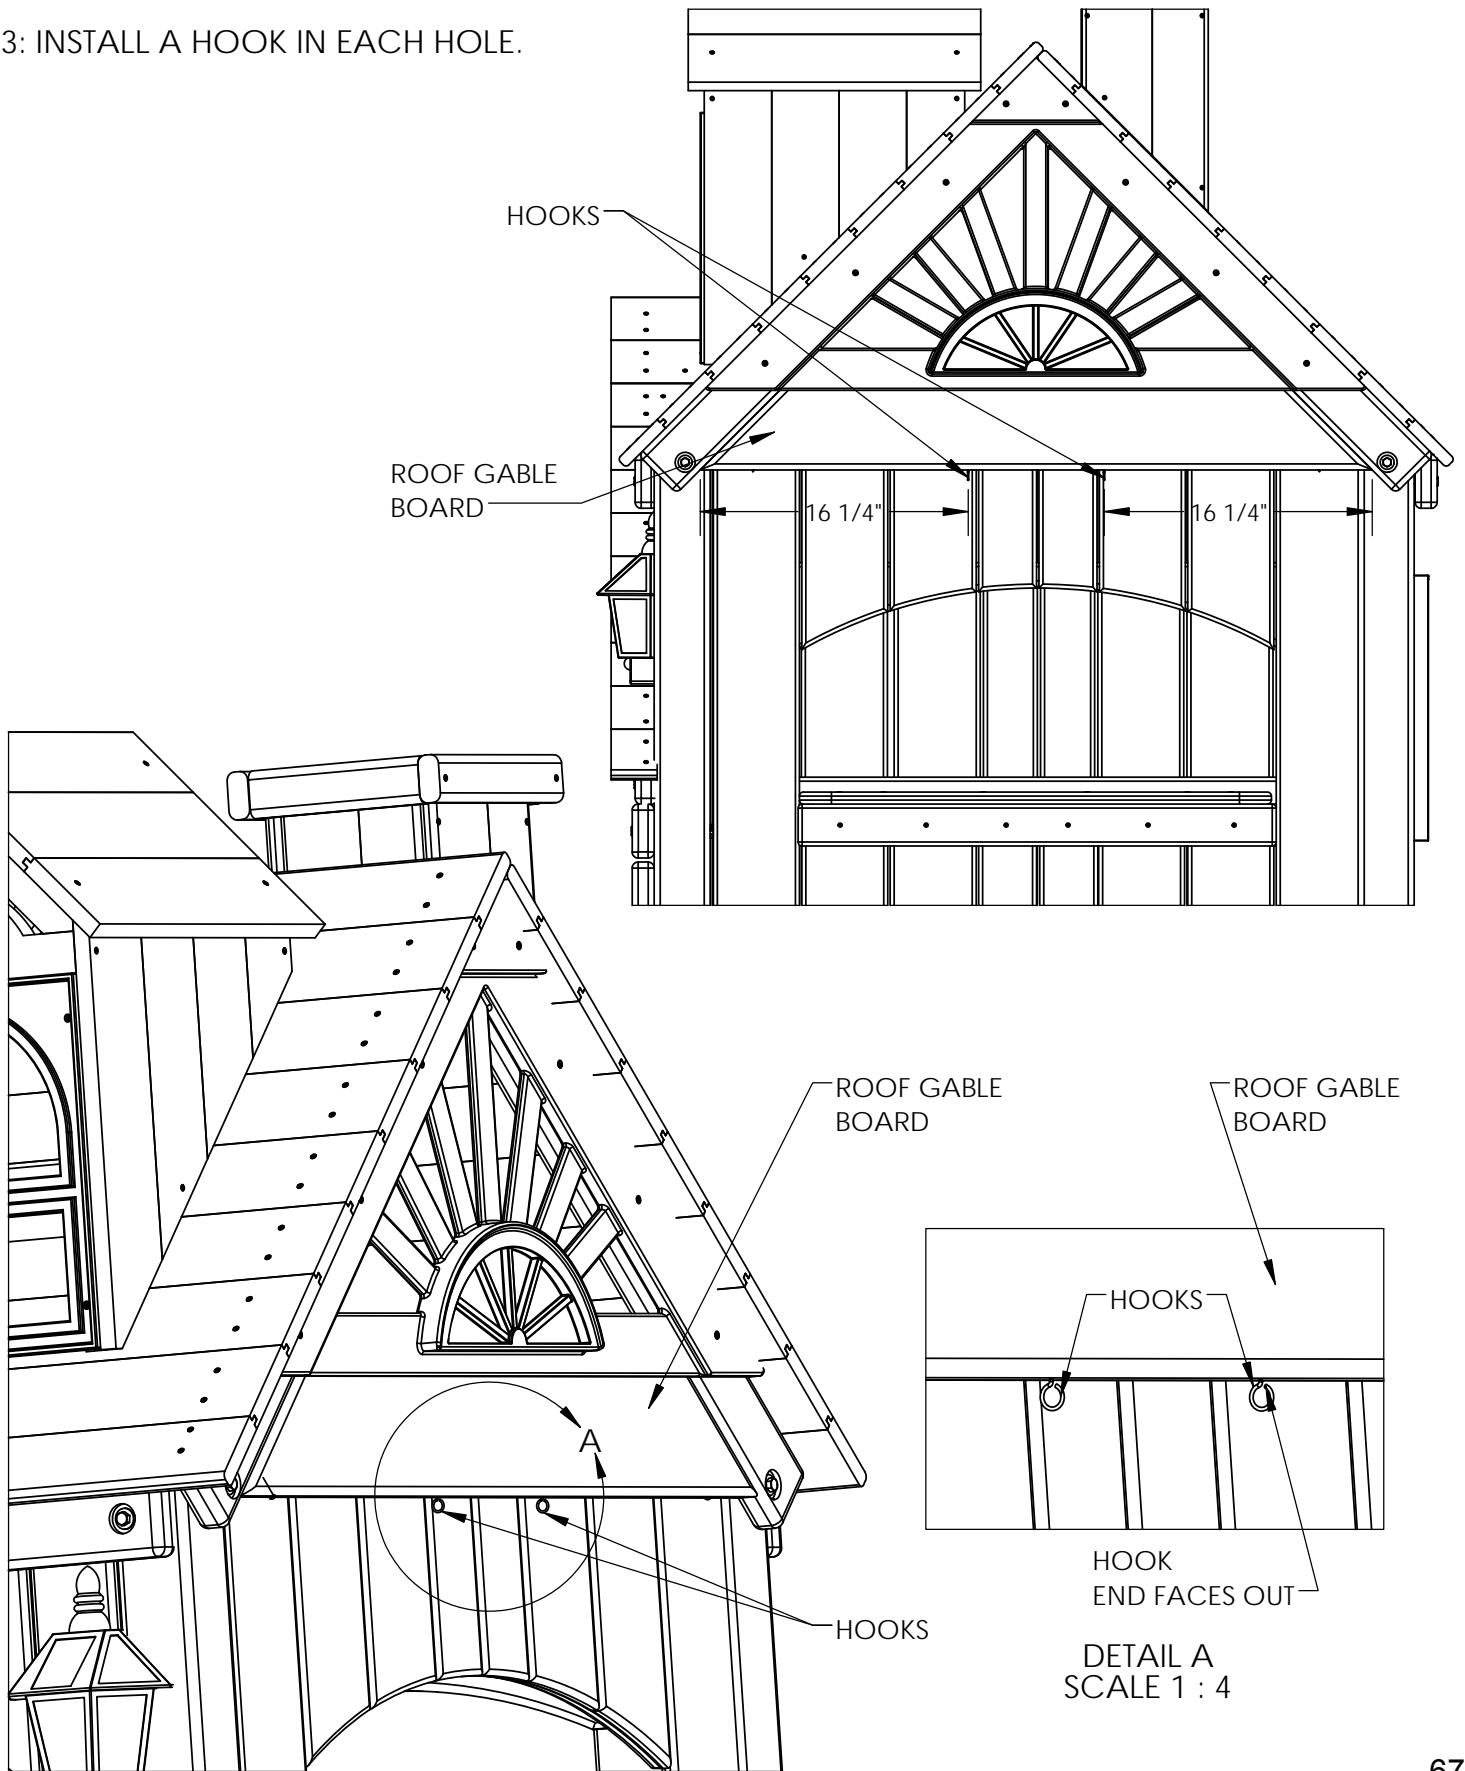 3: INSTALL A HOOK IN EACH HOLE.
HOOKS
ROOF GABLE
BOARD
16 1/4"
16 1/4"
ROOF GABLE
BOARD
A
HOOKS
ROOF GABLE
BOARD
HOOKS
HOOK
END FACES OUT
DETAIL A
SCALE 1 : 4
67